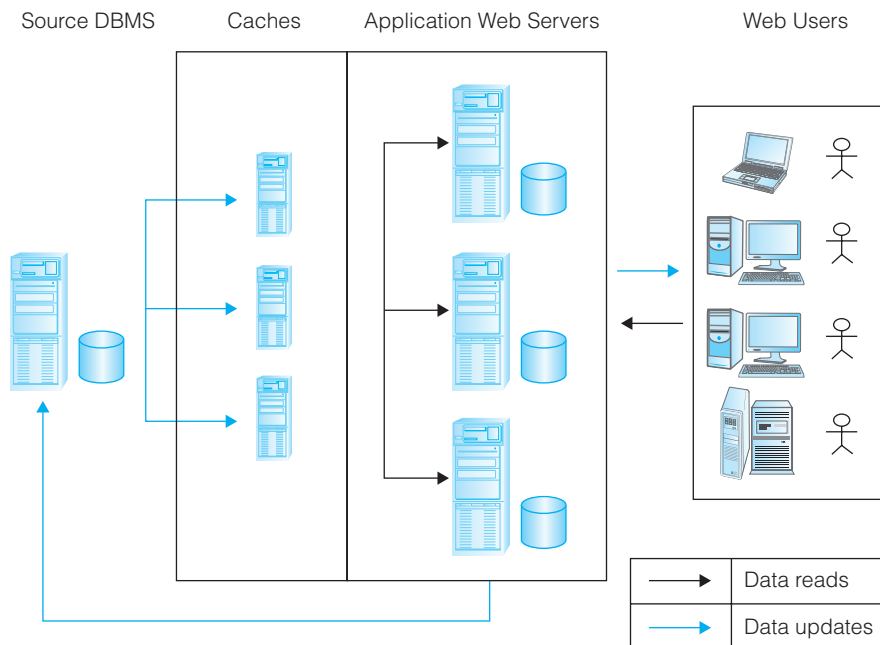 Source DBMS
Caches
Application Web Servers
Web Users
Data reads
Data updates